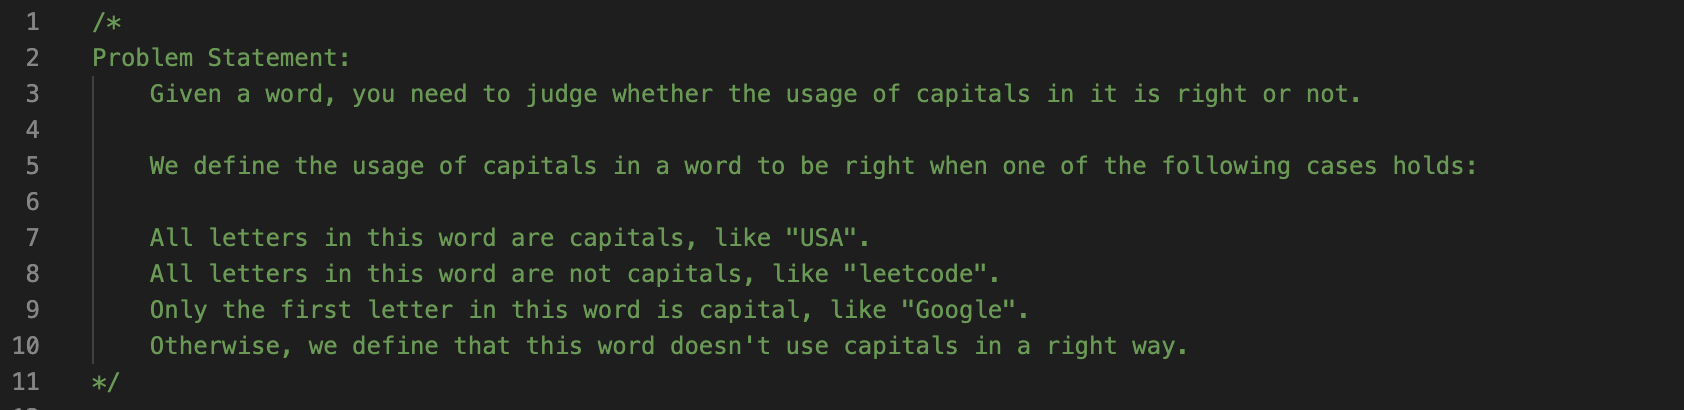 1 /*
2 Problem Statement:
3 Given a word, you need to judge whether the usage of capitals in it is right or not.
4
5 We define the usage of capitals in a word to be right when one of the following cases holds:
6
7 All letters in this word are capitals, like "USA".
8 All letters in this word are not capitals, like "leetcode".
9 Only the first letter in this word is capital, like "Google".
10 Otherwise, we define that this word doesn't use capitals in a right way.
11 */